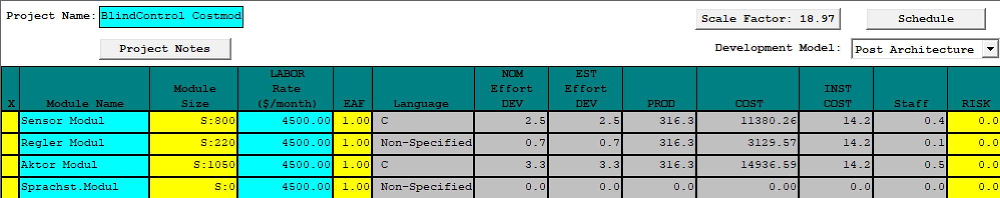 Project Name: BlindControl Costmod Scale Factor: 18.97 Schedule
Project Notes Development Model: Post Architecture
X Module Name Module Size LABOR Rate ($/month) EAF Language NOM Effort DEV EST Effort DEV PROD COST INST COST Staff RISK
Sensor Modul S:800 4500.00 1.00 C 2.5 2.5 316.3 11380.26 14.2 0.4 0.0
Regler Modul S:220 4500.00 1.00 Non-Specified 0.7 0.7 316.3 3129.57 14.2 0.1 0.0
Aktor Modul S:1050 4500.00 1.00 C 3.3 3.3 316.3 14936.59 14.2 0.5 0.0
Sprachst.Modul S:0 4500.00 1.00 Non-Specified 0.0 0.0 0.0 0.00 0.0 0.0 0.0